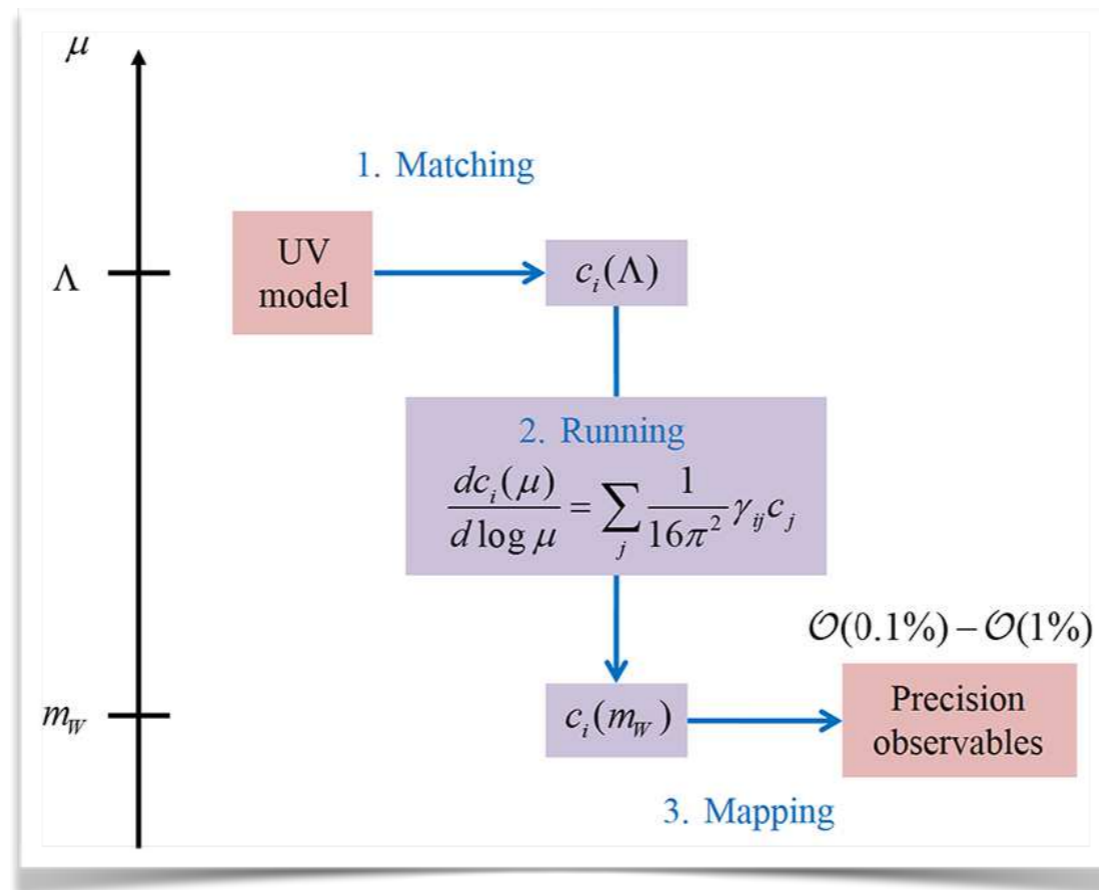 μ
1. Matching
Λ
UV
model
c_i(Λ)
2. Running
dc_i(μ)/d log μ = ∑_j 1/16π² γ_ij c_j
O(0.1%) – O(1%)
m_W
c_i(m_W)
Precision
observables
3. Mapping